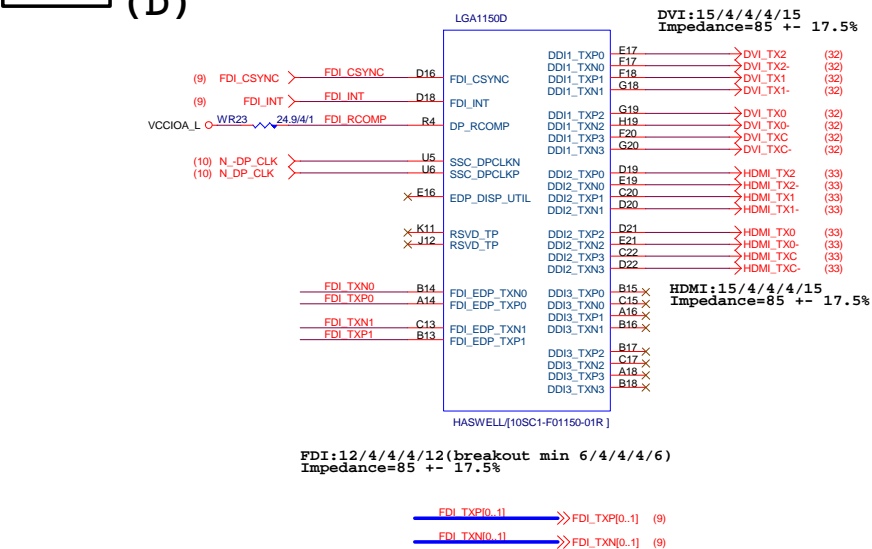 (D)
LGA1150D
DVI:15/4/4/4/15
Impedance=85 +- 17.5%
(9) FDI_CSYNC FDI_CSYNC D16 FDI_CSYNC
(9) FDI_INT FDI_INT D18 FDI_INT
VCCIOA_L WR23 24.9/4/1 FDI_RCOMP R4 DP_RCOMP
(10) N_-DP_CLK U5 SSC_DPCLKN
(10) N_DP_CLK U6 SSC_DPCLKP
E16 EDP_DISP_UTIL
K11 RSVD_TP
J12 RSVD_TP
FDI_TXN0 B14 FDI_EDP_TXN0
FDI_TXP0 A14 FDI_EDP_TXP0
FDI_TXN1 C13 FDI_EDP_TXN1
FDI_TXP1 B13 FDI_EDP_TXP1
DDI1_TXP0 E17 DVI_TX2 (32)
DDI1_TXN0 F17 DVI_TX2- (32)
DDI1_TXP1 F18 DVI_TX1 (32)
DDI1_TXN1 G18 DVI_TX1- (32)
DDI1_TXP2 G19 DVI_TX0 (32)
DDI1_TXN2 H19 DVI_TX0- (32)
DDI1_TXP3 F20 DVI_TXC (32)
DDI1_TXN3 G20 DVI_TXC- (32)
DDI2_TXP0 D19 HDMI_TX2 (33)
DDI2_TXN0 E19 HDMI_TX2- (33)
DDI2_TXP1 C20 HDMI_TX1 (33)
DDI2_TXN1 D20 HDMI_TX1- (33)
DDI2_TXP2 D21 HDMI_TX0 (33)
DDI2_TXN2 E21 HDMI_TX0- (33)
DDI2_TXP3 C22 HDMI_TXC (33)
DDI2_TXN3 D22 HDMI_TXC- (33)
DDI3_TXP0 B15
DDI3_TXN0 C15
DDI3_TXP1 A16
DDI3_TXN1 B16
DDI3_TXP2 B17
DDI3_TXN2 C17
DDI3_TXP3 A18
DDI3_TXN3 B18
HDMI:15/4/4/4/15
Impedance=85 +- 17.5%
HASWELL/[10SC1-F01150-01R ]
FDI:12/4/4/4/12(breakout min 6/4/4/4/6)
Impedance=85 +- 17.5%
FDI_TXP[0..1] FDI_TXP[0..1] (9)
FDI_TXN[0..1] FDI_TXN[0..1] (9)